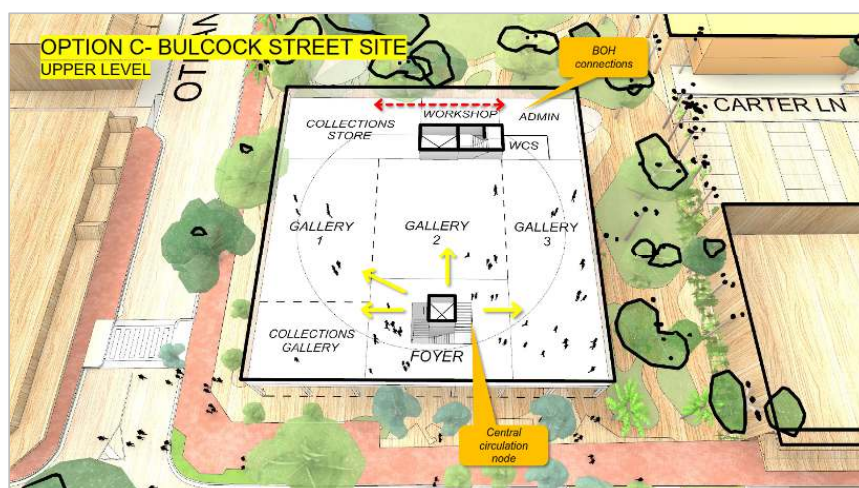 OPTION C- BULCOCK STREET SITE
UPPER LEVEL
BOH
connections
CARTER LN
COLLECTIONS
STORE
WORKSHOP
ADMIN
WCS
GALLERY
1
GALLERY
2
GALLERY
3
COLLECTIONS
GALLERY
FOYER
Central
circulation
node